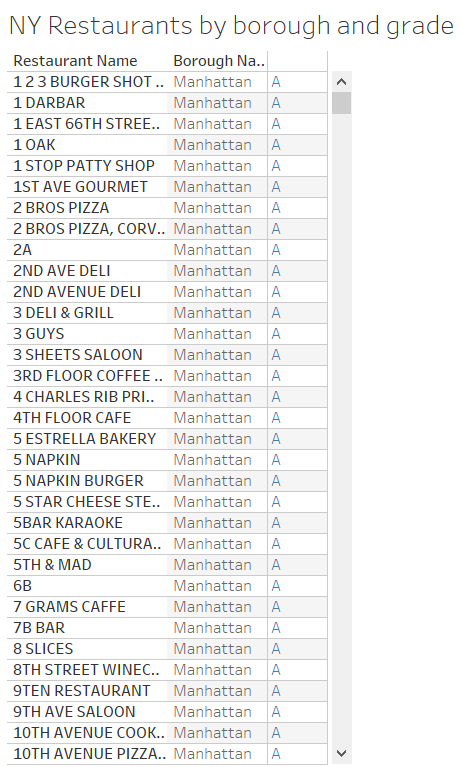 NY Restaurants by borough and grade
Restaurant Name Borough Na..
1 2 3 BURGER SHOT .. Manhattan A
1 DARBAR Manhattan A
1 EAST 66TH STREE.. Manhattan A
1 OAK Manhattan A
1 STOP PATTY SHOP Manhattan A
1ST AVE GOURMET Manhattan A
2 BROS PIZZA Manhattan A
2 BROS PIZZA, CORV.. Manhattan A
2A Manhattan A
2ND AVE DELI Manhattan A
2ND AVENUE DELI Manhattan A
3 DELI & GRILL Manhattan A
3 GUYS Manhattan A
3 SHEETS SALOON Manhattan A
3RD FLOOR COFFEE .. Manhattan A
4 CHARLES RIB PRI.. Manhattan A
4TH FLOOR CAFE Manhattan A
5 ESTRELLA BAKERY Manhattan A
5 NAPKIN Manhattan A
5 NAPKIN BURGER Manhattan A
5 STAR CHEESE STE.. Manhattan A
5BAR KARAOKE Manhattan A
5C CAFE & CULTURA.. Manhattan A
5TH & MAD Manhattan A
6B Manhattan A
7 GRAMS CAFFE Manhattan A
7B BAR Manhattan A
8 SLICES Manhattan A
8TH STREET WINEC.. Manhattan A
9TEN RESTAURANT Manhattan A
9TH AVE SALOON Manhattan A
10TH AVENUE COOK.. Manhattan A
10TH AVENUE PIZZA.. Manhattan A